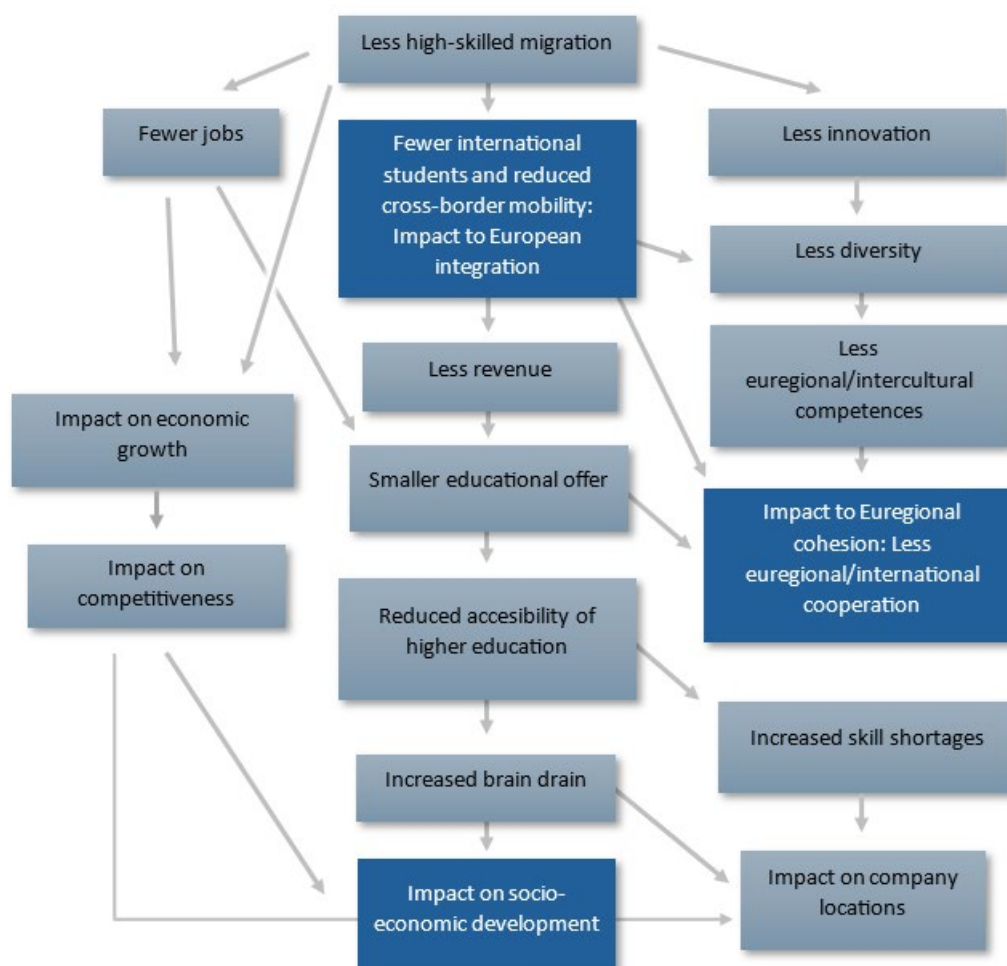 Less high-skilled migration
Fewer jobs
Fewer international
students and reduced
cross-border mobility:
Impact to European
integration
Less innovation
Less diversity
Less revenue
Less
euregional/intercultural
competences
Impact on economic
growth
Smaller educational offer
Impact to Euregional
cohesion: Less
euregional/international
cooperation
Impact on
competitiveness
Reduced accesibility of
higher education
Increased skill shortages
Increased brain drain
Impact on socio-
economic development
Impact on company
locations